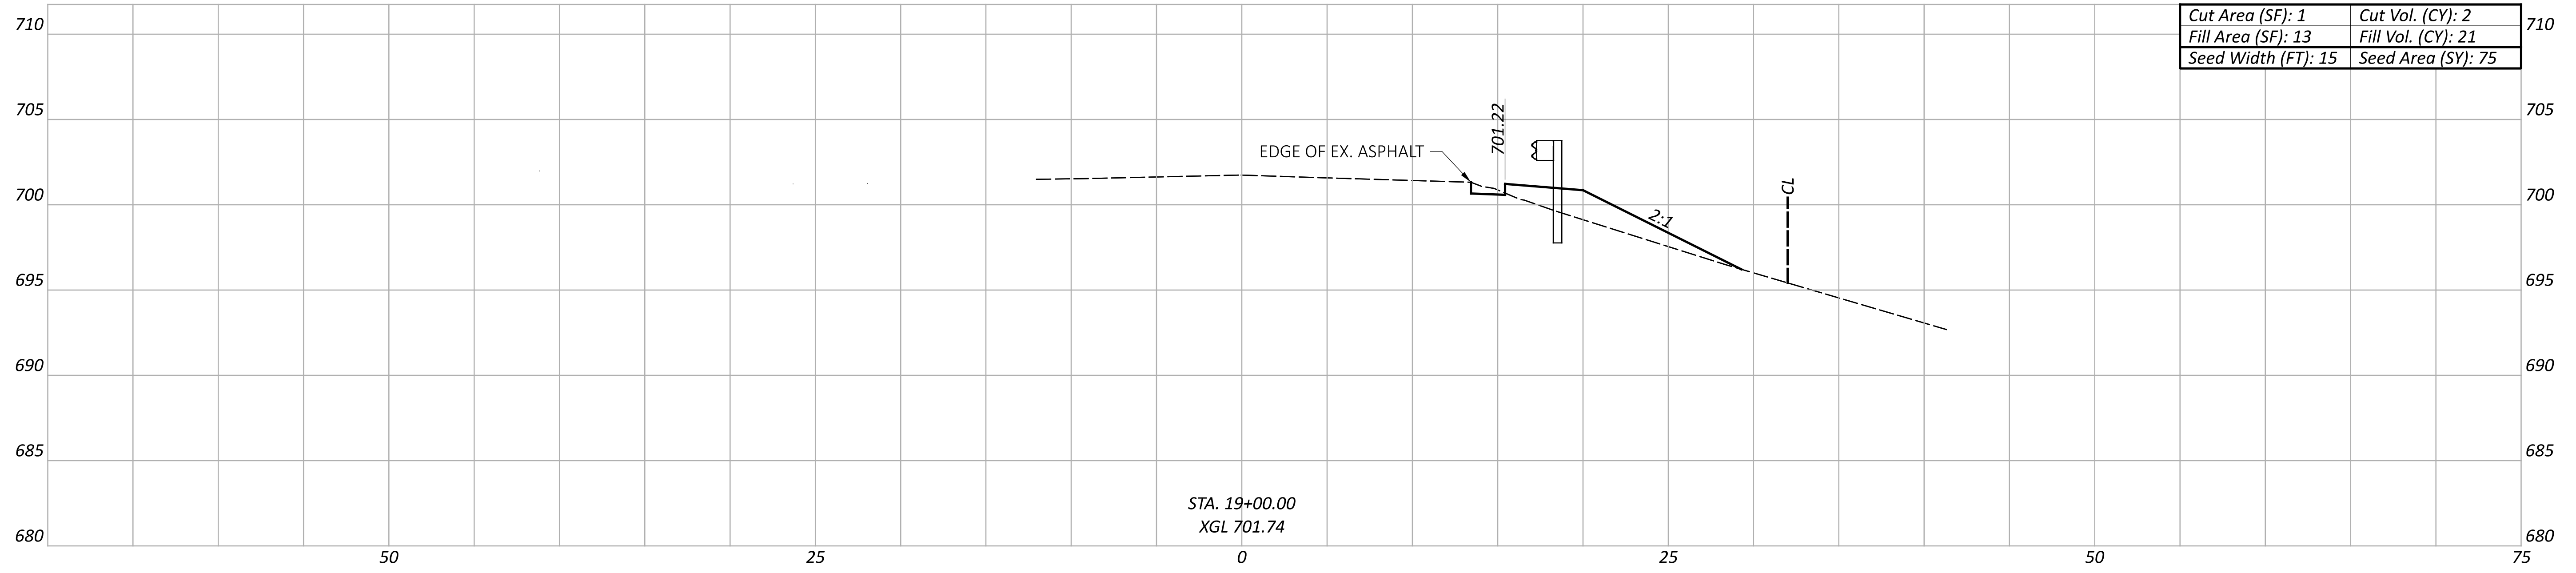 710
705
700
695
690
685
680
Cut Area (SF): 1 Cut Vol. (CY): 2
Fill Area (SF): 13 Fill Vol. (CY): 21
Seed Width (FT): 15 Seed Area (SY): 75
710
705
700
695
690
685
680
701.22
EDGE OF EX. ASPHALT
2:1
CL
STA. 19+00.00
XGL 701.74
50 25 0 25 50 75